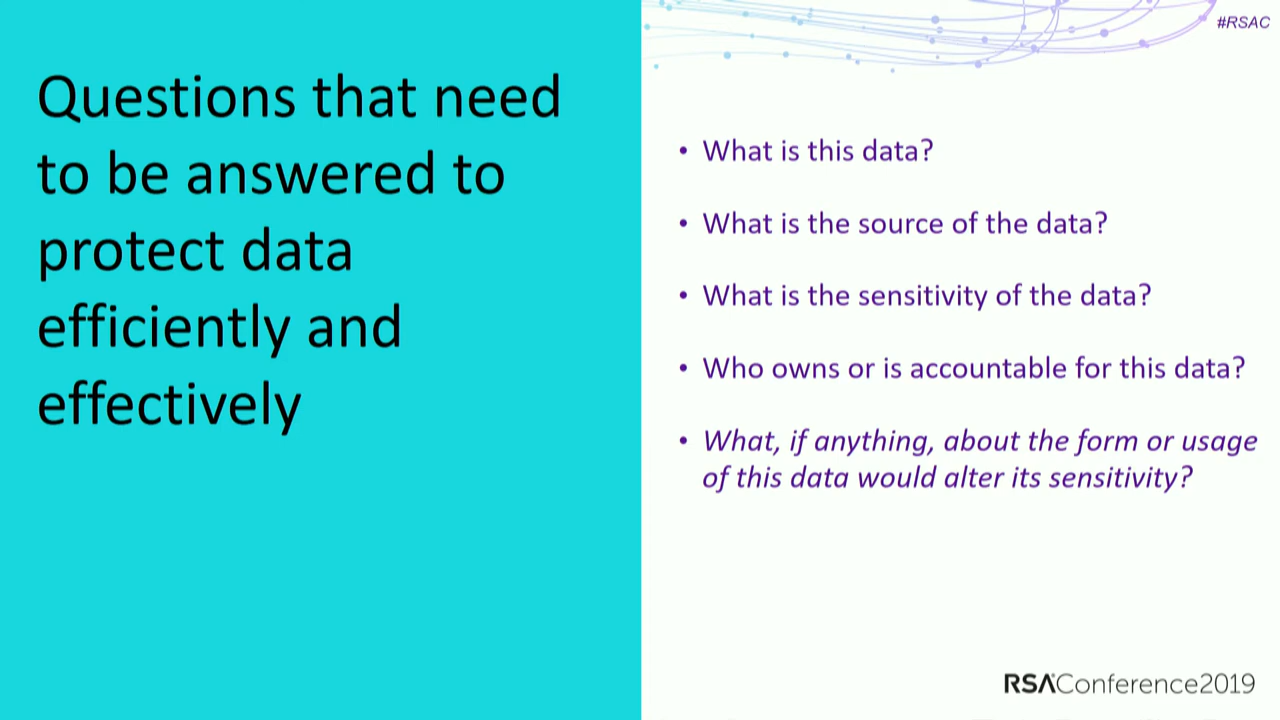 #RSAC
Questions that need
to be answered to
protect data
efficiently and
effectively
• What is this data?
• What is the source of the data?
• What is the sensitivity of the data?
• Who owns or is accountable for this data?
• What, if anything, about the form or usage
of this data would alter its sensitivity?
RSAConference2019